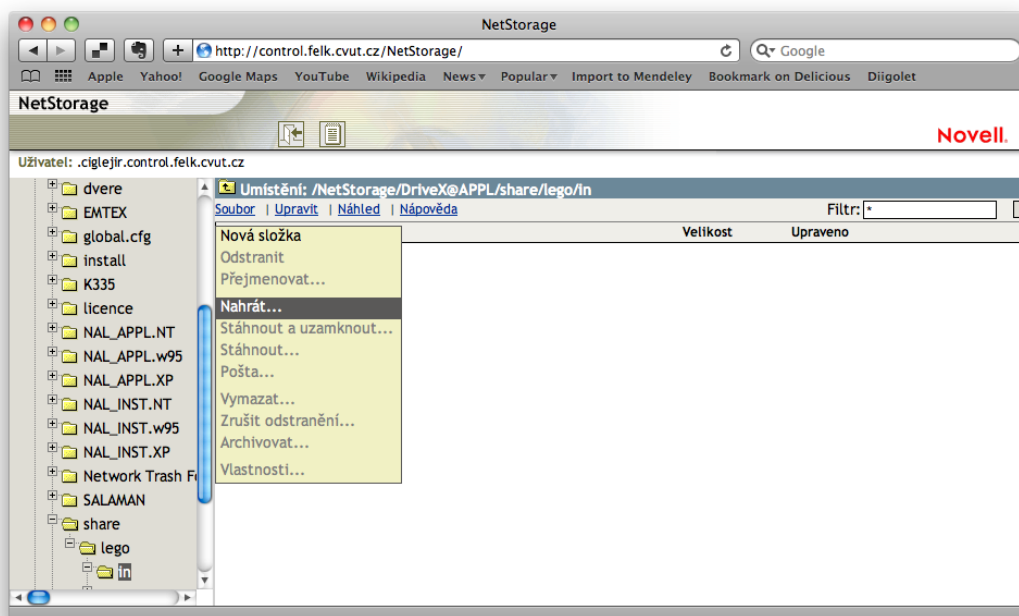 NetStorage
http://control.felk.cvut.cz/NetStorage/
Google
Apple Yahoo! Google Maps YouTube Wikipedia News Popular Import to Mendeley Bookmark on Delicious Diigolet
NetStorage
Novell.
Uživatel: .ciglejir.control.felk.cvut.cz
Umístění: /NetStorage/DriveX@APPL/share/lego/in
Soubor | Upravit | Náhled | Nápověda
Filtr: *
Velikost Upraveno
Nová složka
Odstranit
Přejmenovat...
Nahrát...
Stáhnout a uzamknout...
Stáhnout...
Pošta...
Vymazat...
Zrušit odstranění...
Archivovat...
Vlastnosti...
dvere
EMTEX
global.cfg
install
K335
licence
NAL_APPL.NT
NAL_APPL.w95
NAL_APPL.XP
NAL_INST.NT
NAL_INST.w95
NAL_INST.XP
Network Trash
SALAMAN
share
lego
in